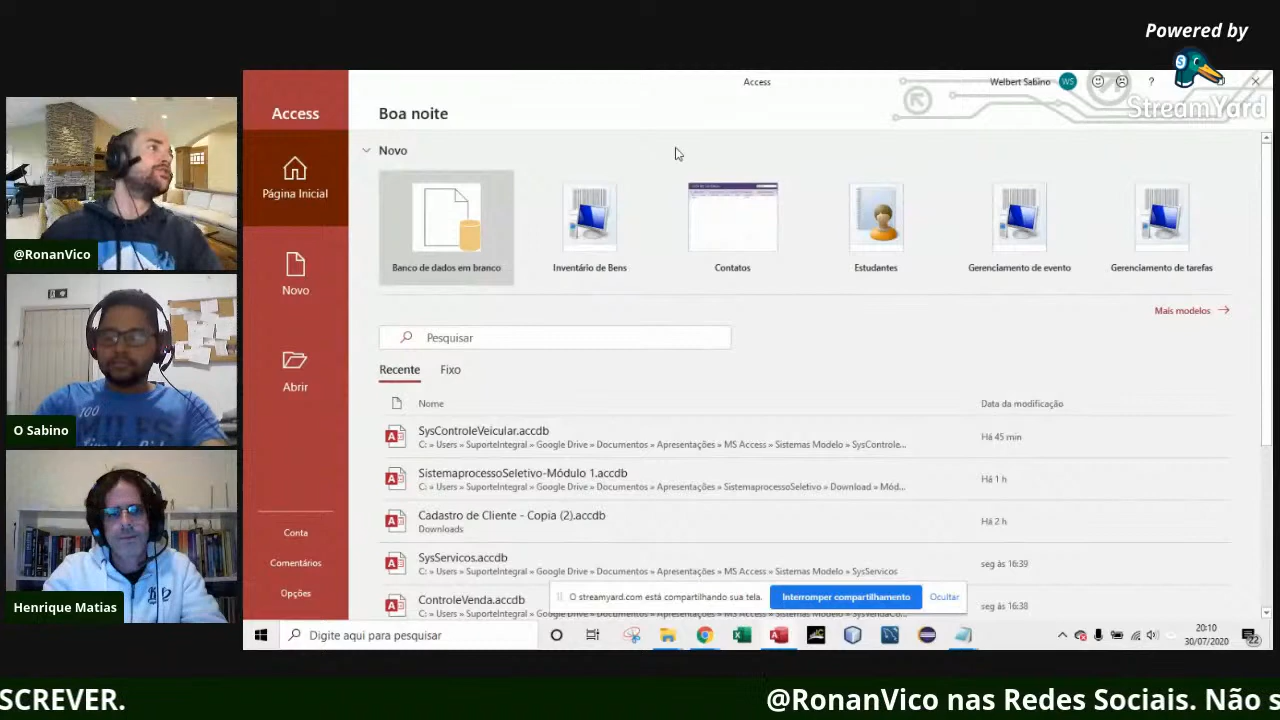 Powered by
StreamYard
@RonanVico
O Sabino
100
Henrique Matias
Access
Welbert Sabino
WS
?
Access
Página Inicial
Novo
Abrir
Conta
Comentários
Opções
Boa noite
Novo
Banco de dados em branco
Inventário de Bens
Contatos
Estudantes
Gerenciamento de evento
Gerenciamento de tarefas
Mais modelos
Pesquisar
Recente
Fixo
Nome
Data da modificação
SysControleVeicular.accdb
C: » Users » SuporteIntegral » Google Drive » Documentos » Apresentações » MS Access » Sistemas Modelo » SysControle...
Há 45 min
SistemaprocessoSeletivo-Módulo 1.accdb
C: » Users » SuporteIntegral » Google Drive » Documentos » Apresentações » SistemaprocessoSeletivo » Download » Mód...
Há 1 h
Cadastro de Cliente - Copia (2).accdb
Downloads
Há 2 h
SysServicos.accdb
C: » Users » SuporteIntegral » Google Drive » Documentos » Apresentações » MS Access » Sistemas Modelo » SysServicos
seg às 16:39
ControleVenda.accdb
seg às 16:38
O streamyard.com está compartilhando sua tela.
Interromper compartilhamento
Ocultar
Digite aqui para pesquisar
20:10
30/07/2020
22
SCREVER.
@RonanVico nas Redes Sociais. Não s